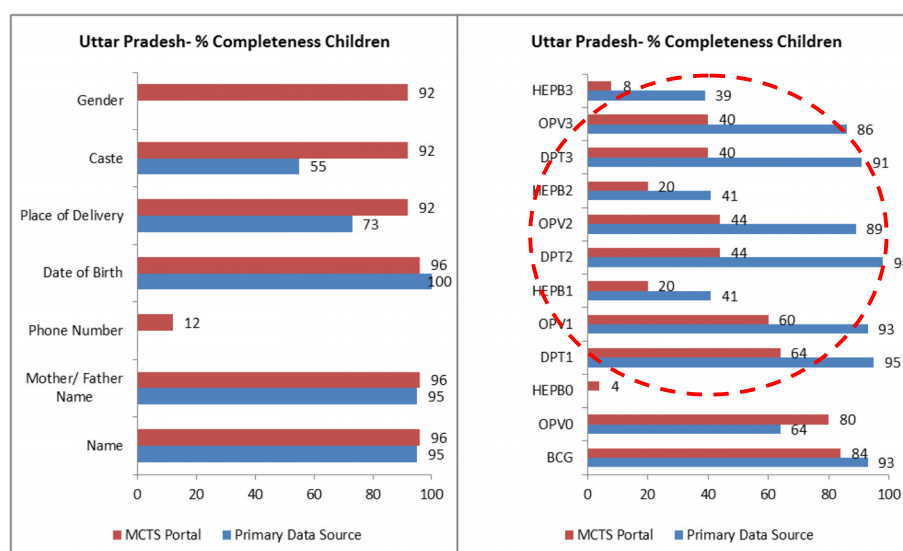 Uttar Pradesh- % Completeness Children
Gender
92
Caste
92
55
Place of Delivery
92
73
Date of Birth
96
100
Phone Number
12
Mother/ Father
Name
96
95
Name
96
95
0 20 40 60 80 100
MCTS Portal Primary Data Source
Uttar Pradesh- % Completeness Children
HEPB3
8
39
OPV3
40
86
DPT3
40
91
HEPB2
20
41
OPV2
44
89
DPT2
44
HEPB1
20
41
OPV1
60
93
DPT1
64
95
HEPB0
4
OPV0
80
64
BCG
84
93
0 20 40 60 80 100
MCTS Portal Primary Data Source